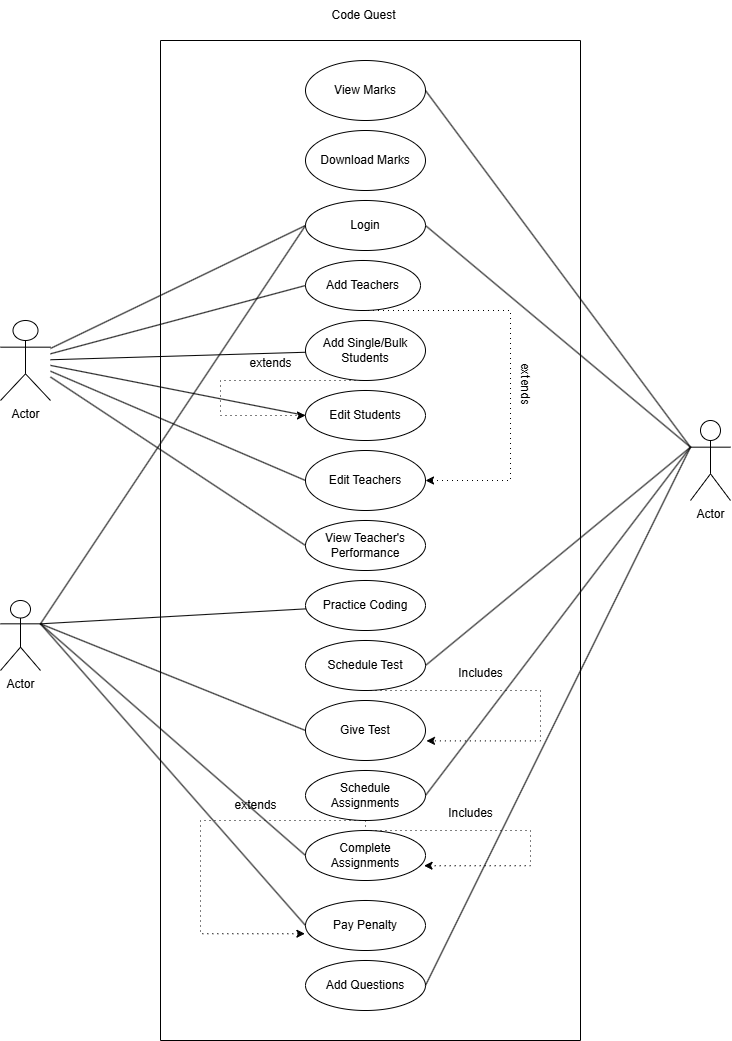 Code Quest
View Marks
Download Marks
Login
Add Teachers
Add Single/Bulk
Students
extends
extends
Edit Students
Actor
Edit Teachers
Actor
View Teacher's
Performance
Practice Coding
Schedule Test
Includes
Actor
Give Test
Schedule
Assignments
extends
Includes
Complete
Assignments
Pay Penalty
Add Questions